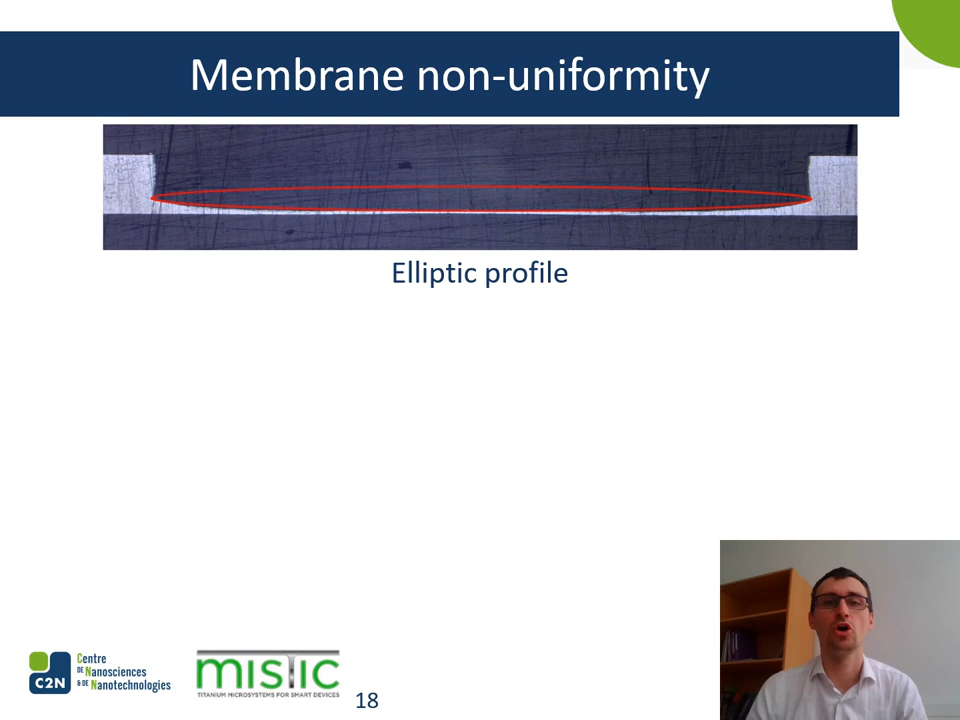 Membrane non-uniformity
Elliptic profile
C2N
Centre
DE Nanosciences
& DE Nanotechnologies
MISTIC
TITANIUM MICROSYSTEMS FOR SMART DEVICES
18